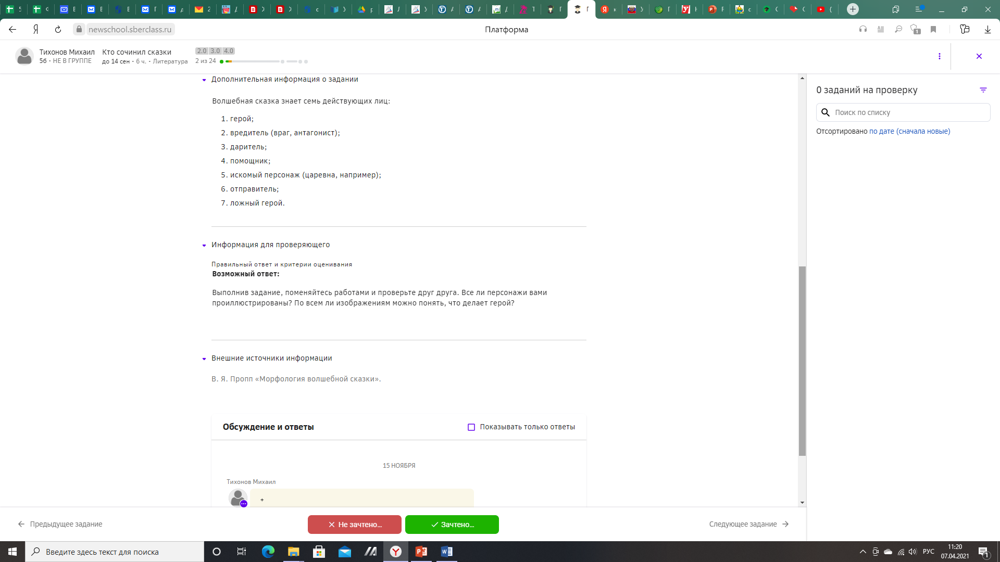 newschool.sberclass.ru
Платформа
1
Тихонов Михаил
5б • НЕ В ГРУППЕ
Кто сочинил сказки
до 14 сен • 6 ч. • Литература
2.0 3.0 4.0
2 из 24
Дополнительная информация о задании
Волшебная сказка знает семь действующих лиц:
1. герой;
2. вредитель (враг, антагонист);
3. даритель;
4. помощник;
5. искомый персонаж (царевна, например);
6. отправитель;
7. ложный герой.
Информация для проверяющего
Правильный ответ и критерии оценивания
Возможный ответ:
Выполнив задание, поменяйтесь работами и проверьте друг друга. Все ли персонажи вами
проиллюстрированы? По всем ли изображениям можно понять, что делает герой?
Внешние источники информации
В. Я. Пропп «Морфология волшебной сказки».
Обсуждение и ответы
Показывать только ответы
15 НОЯБРЯ
Тихонов Михаил
+
0 заданий на проверку
Поиск по списку
Отсортировано по дате (сначала новые)
Предыдущее задание
Не зачтено...
Зачтено...
Следующее задание
Введите здесь текст для поиска
РУС
11:20
07.04.2021
1